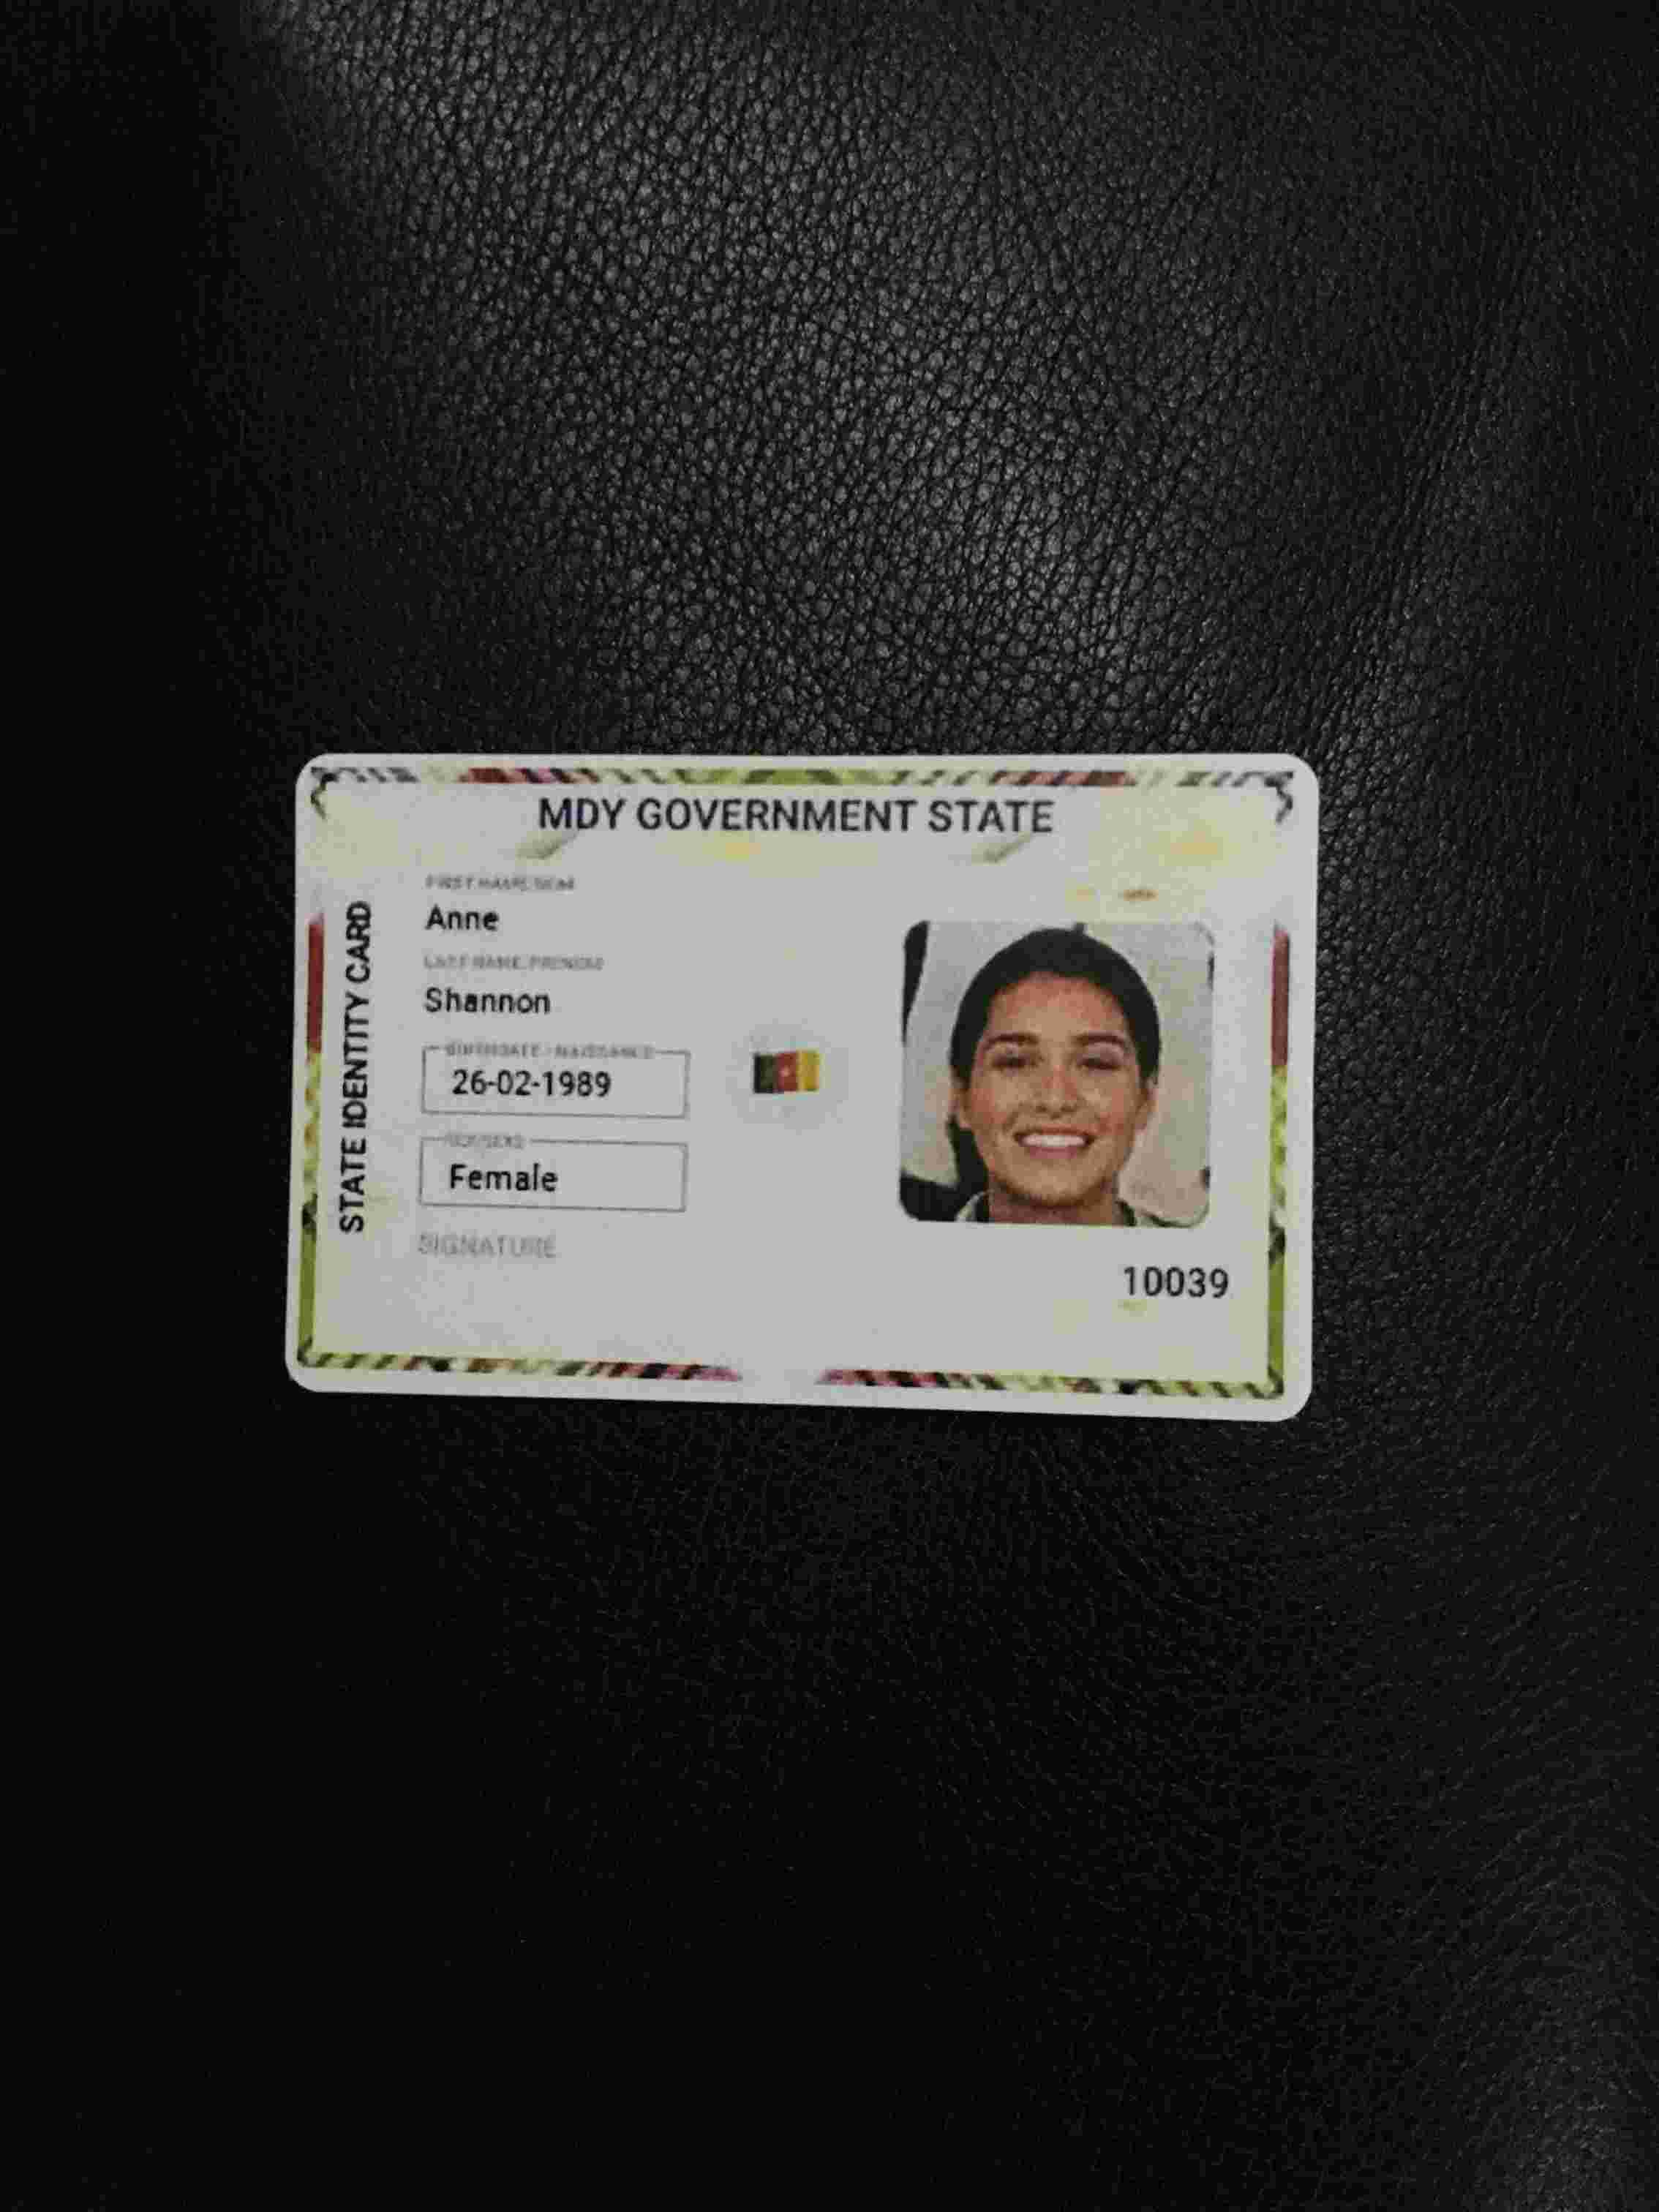 MDY GOVERNMENT STATE
STATE IDENTITY CARD
FIRST NAME/NOM
Anne
LAST NAME/PRENOM
Shannon
BIRTHDATE / NAISSANCE
26-02-1989
SEX/SEXE
Female
SIGNATURE
10039